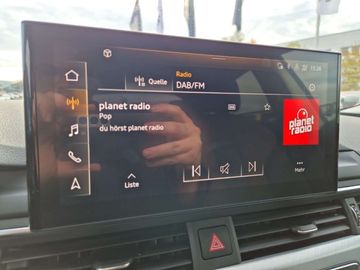 Radio
Quelle
DAB/FM
planet radio
Pop
du hörst planet radio
planet
radio
Liste
Mehr